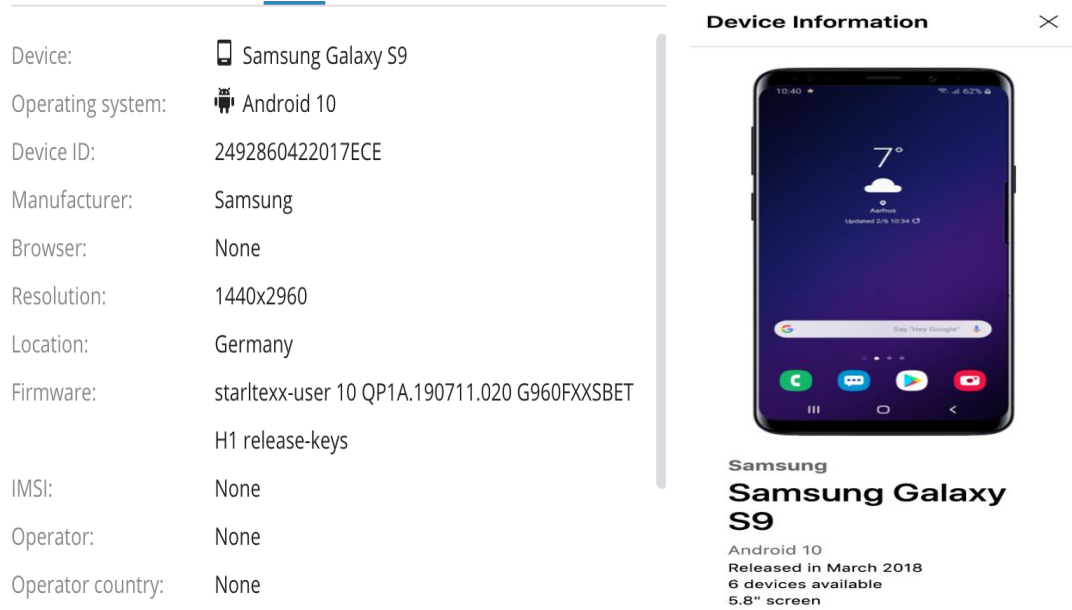 Device: Samsung Galaxy S9
Operating system: Android 10
Device ID: 2492860422017ECE
Manufacturer: Samsung
Browser: None
Resolution: 1440x2960
Location: Germany
Firmware: starltexx-user 10 QP1A.190711.020 G960FXXSBET
H1 release-keys
IMSI: None
Operator: None
Operator country: None
Device Information
10:40
62%
7°
Aarhus
Updated 2/6 10:34
G
Say "Hey Google"
Samsung
Samsung Galaxy
S9
Android 10
Released in March 2018
6 devices available
5.8" screen